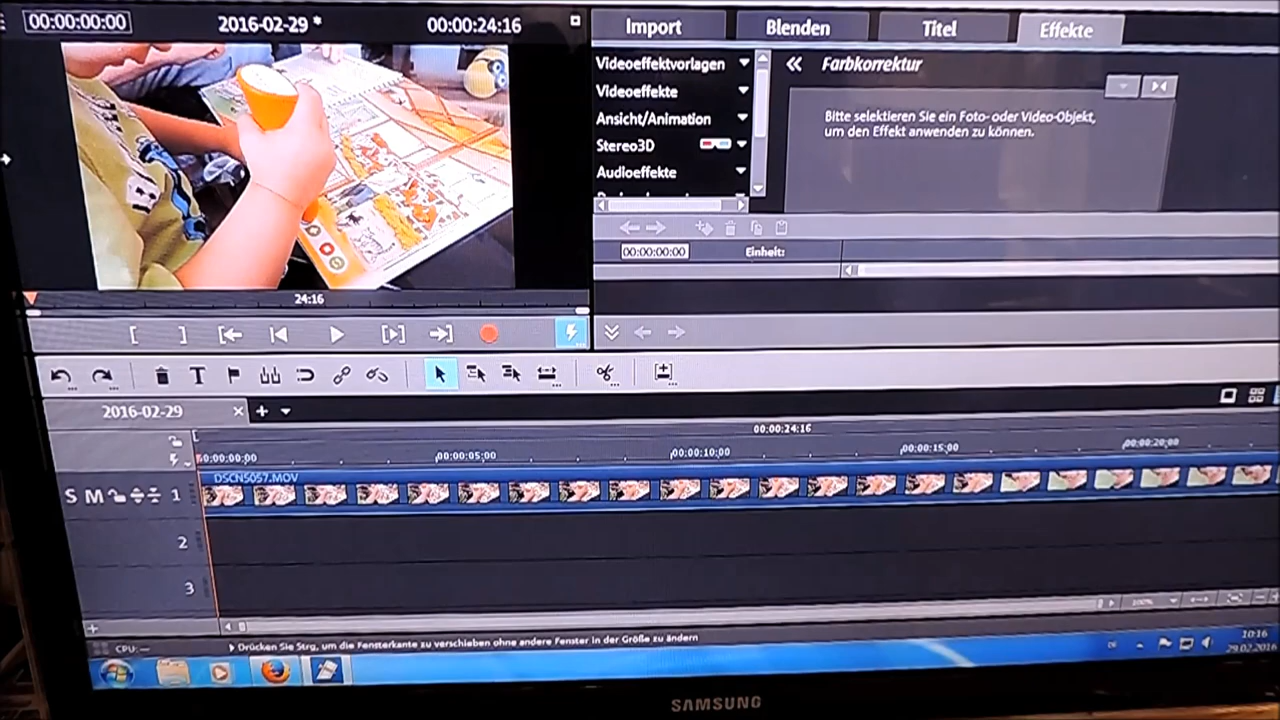 00:00:00:00
2016-02-29 *
00:00:24:16
Import
Blenden
Titel
Effekte
Videoeffektvorlagen
Videoeffekte
Ansicht/Animation
Stereo3D
Audioeffekte
Farbkorrektur
Bitte selektieren Sie ein Foto- oder Video-Objekt,
um den Effekt anwenden zu können.
00:00:00:00
Einheit:
24:16
2016-02-29
00:00:24:16
00:00:00:00
00:00:05:00
00:00:10:00
00:00:15:00
00:00:20:00
DSCN5057.MOV
S M 1
2
3
100%
CPU: —
Drücken Sie Strg, um die Fensterkante zu verschieben ohne andere Fenster in der Größe zu ändern
DE
10:16
29.02.2016
SAMSUNG